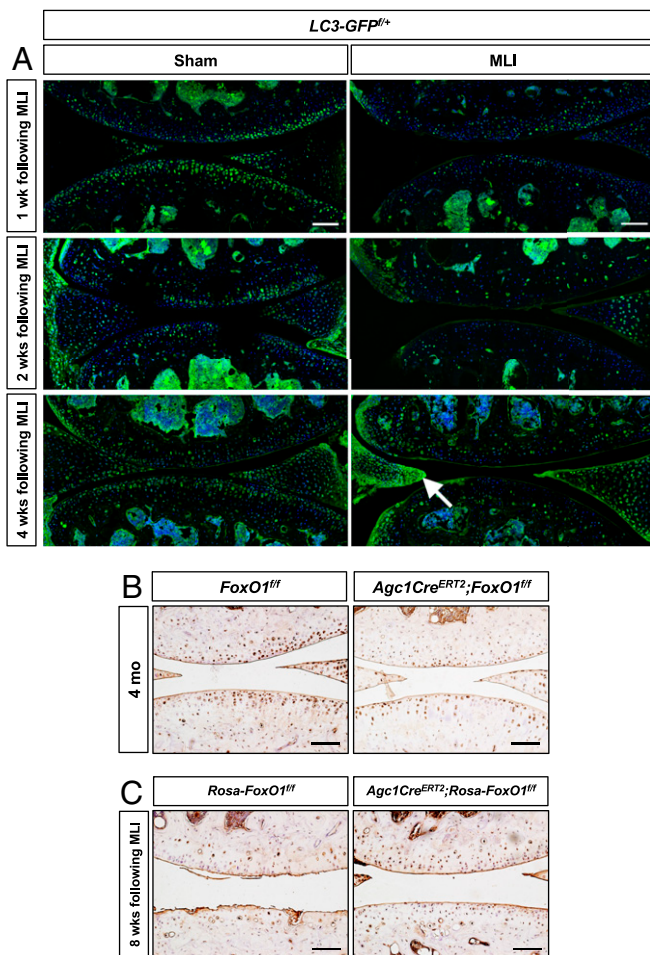 LC3-GFPf/+
A
Sham
MLI
1 wk following MLI
2 wks following MLI
4 wks following MLI
B
FoxO1f/f
Agc1CreERT2;FoxO1f/f
4 mo
C
Rosa-FoxO1f/f
Agc1CreERT2;Rosa-FoxO1f/f
8 wks following MLI